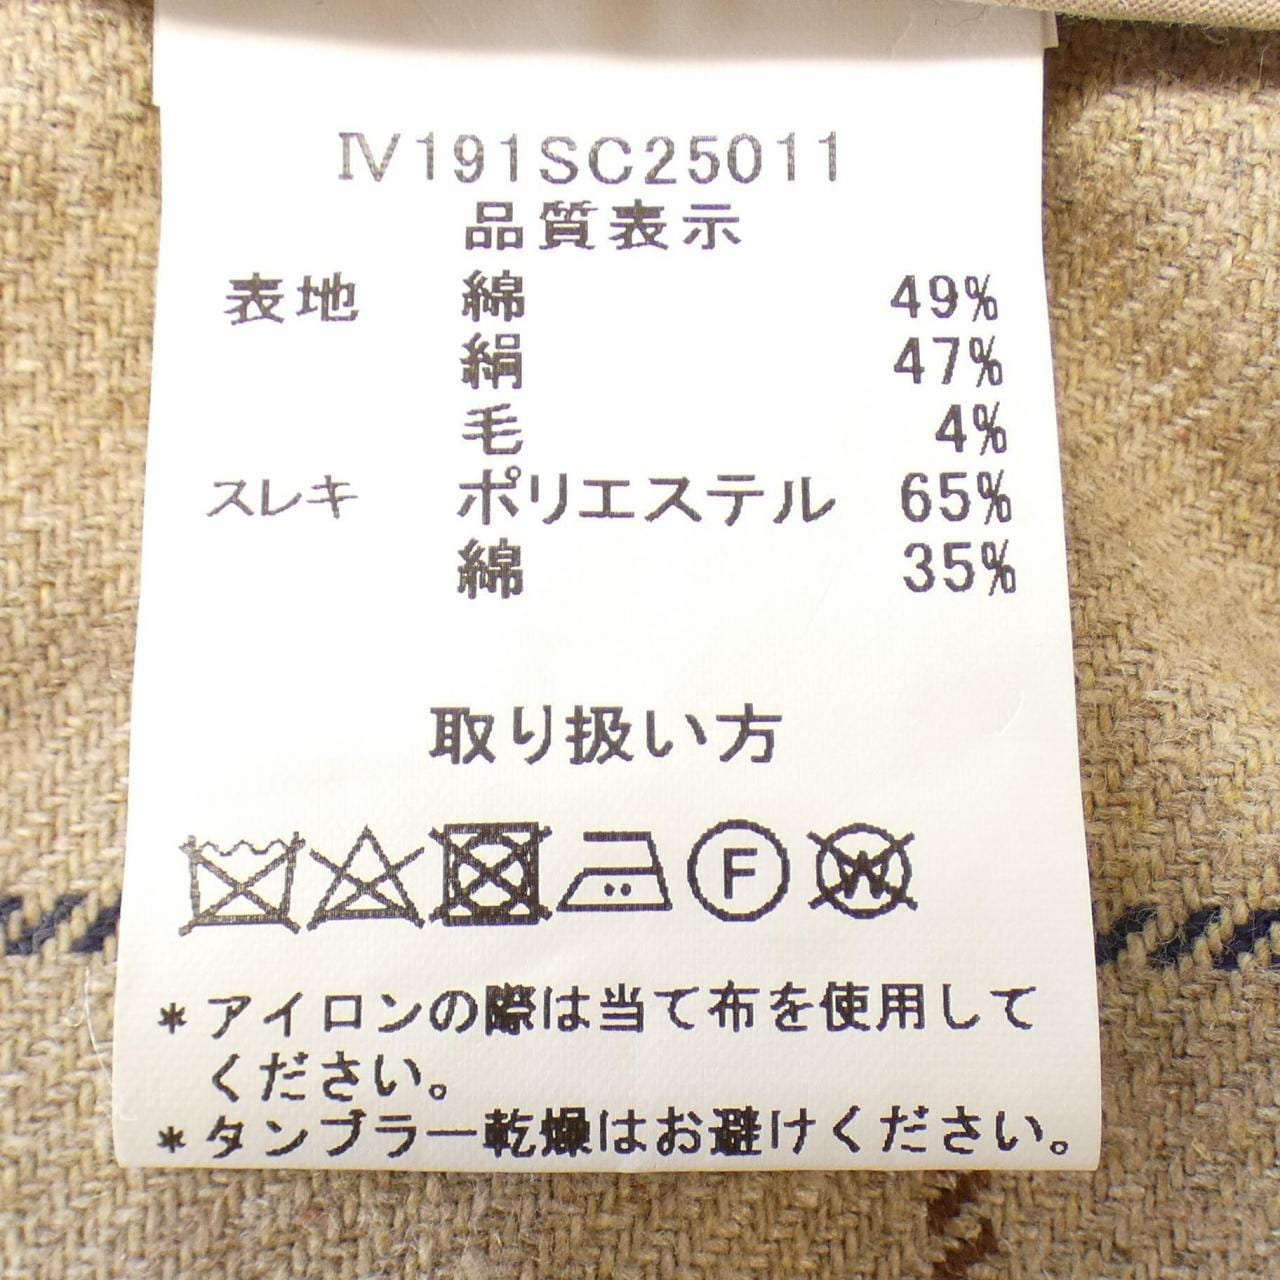 Ⅳ191SC25011
品質表示
表地 綿 49%
絹 47%
毛 4%
スレキ ポリエステル 65%
綿 35%
取り扱い方
F W
*アイロンの際は当て布を使用して
ください。
*タンブラー乾燥はお避けください。